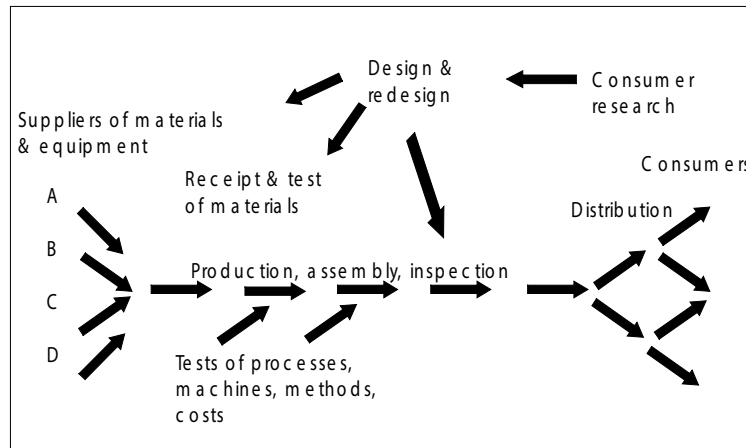 Design &
redesign
Consumer
research
Suppliers of materials
& equipment
Consumers
Receipt & test
of materials
A
Distribution
B
Production, assembly, inspection
C
D
Tests of processes,
machines, methods,
costs